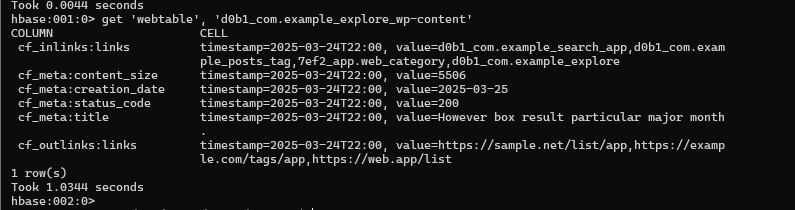 Took 0.0044 seconds
hbase:001:0> get 'webtable', 'd0b1_com.example_explore_wp-content'
COLUMN                     CELL
 cf_inlinks:links          timestamp=2025-03-24T22:00, value=d0b1_com.example_search_app,d0b1_com.exam
                           ple_posts_tag,7ef2_app.web_category,d0b1_com.example_explore
 cf_meta:content_size      timestamp=2025-03-24T22:00, value=5506
 cf_meta:creation_date     timestamp=2025-03-24T22:00, value=2025-03-25
 cf_meta:status_code       timestamp=2025-03-24T22:00, value=200
 cf_meta:title             timestamp=2025-03-24T22:00, value=However box result particular major month
                           .
 cf_outlinks:links         timestamp=2025-03-24T22:00, value=https://sample.net/list/app,https://examp
                           le.com/tags/app,https://web.app/list
1 row(s)
Took 1.0344 seconds
hbase:002:0>